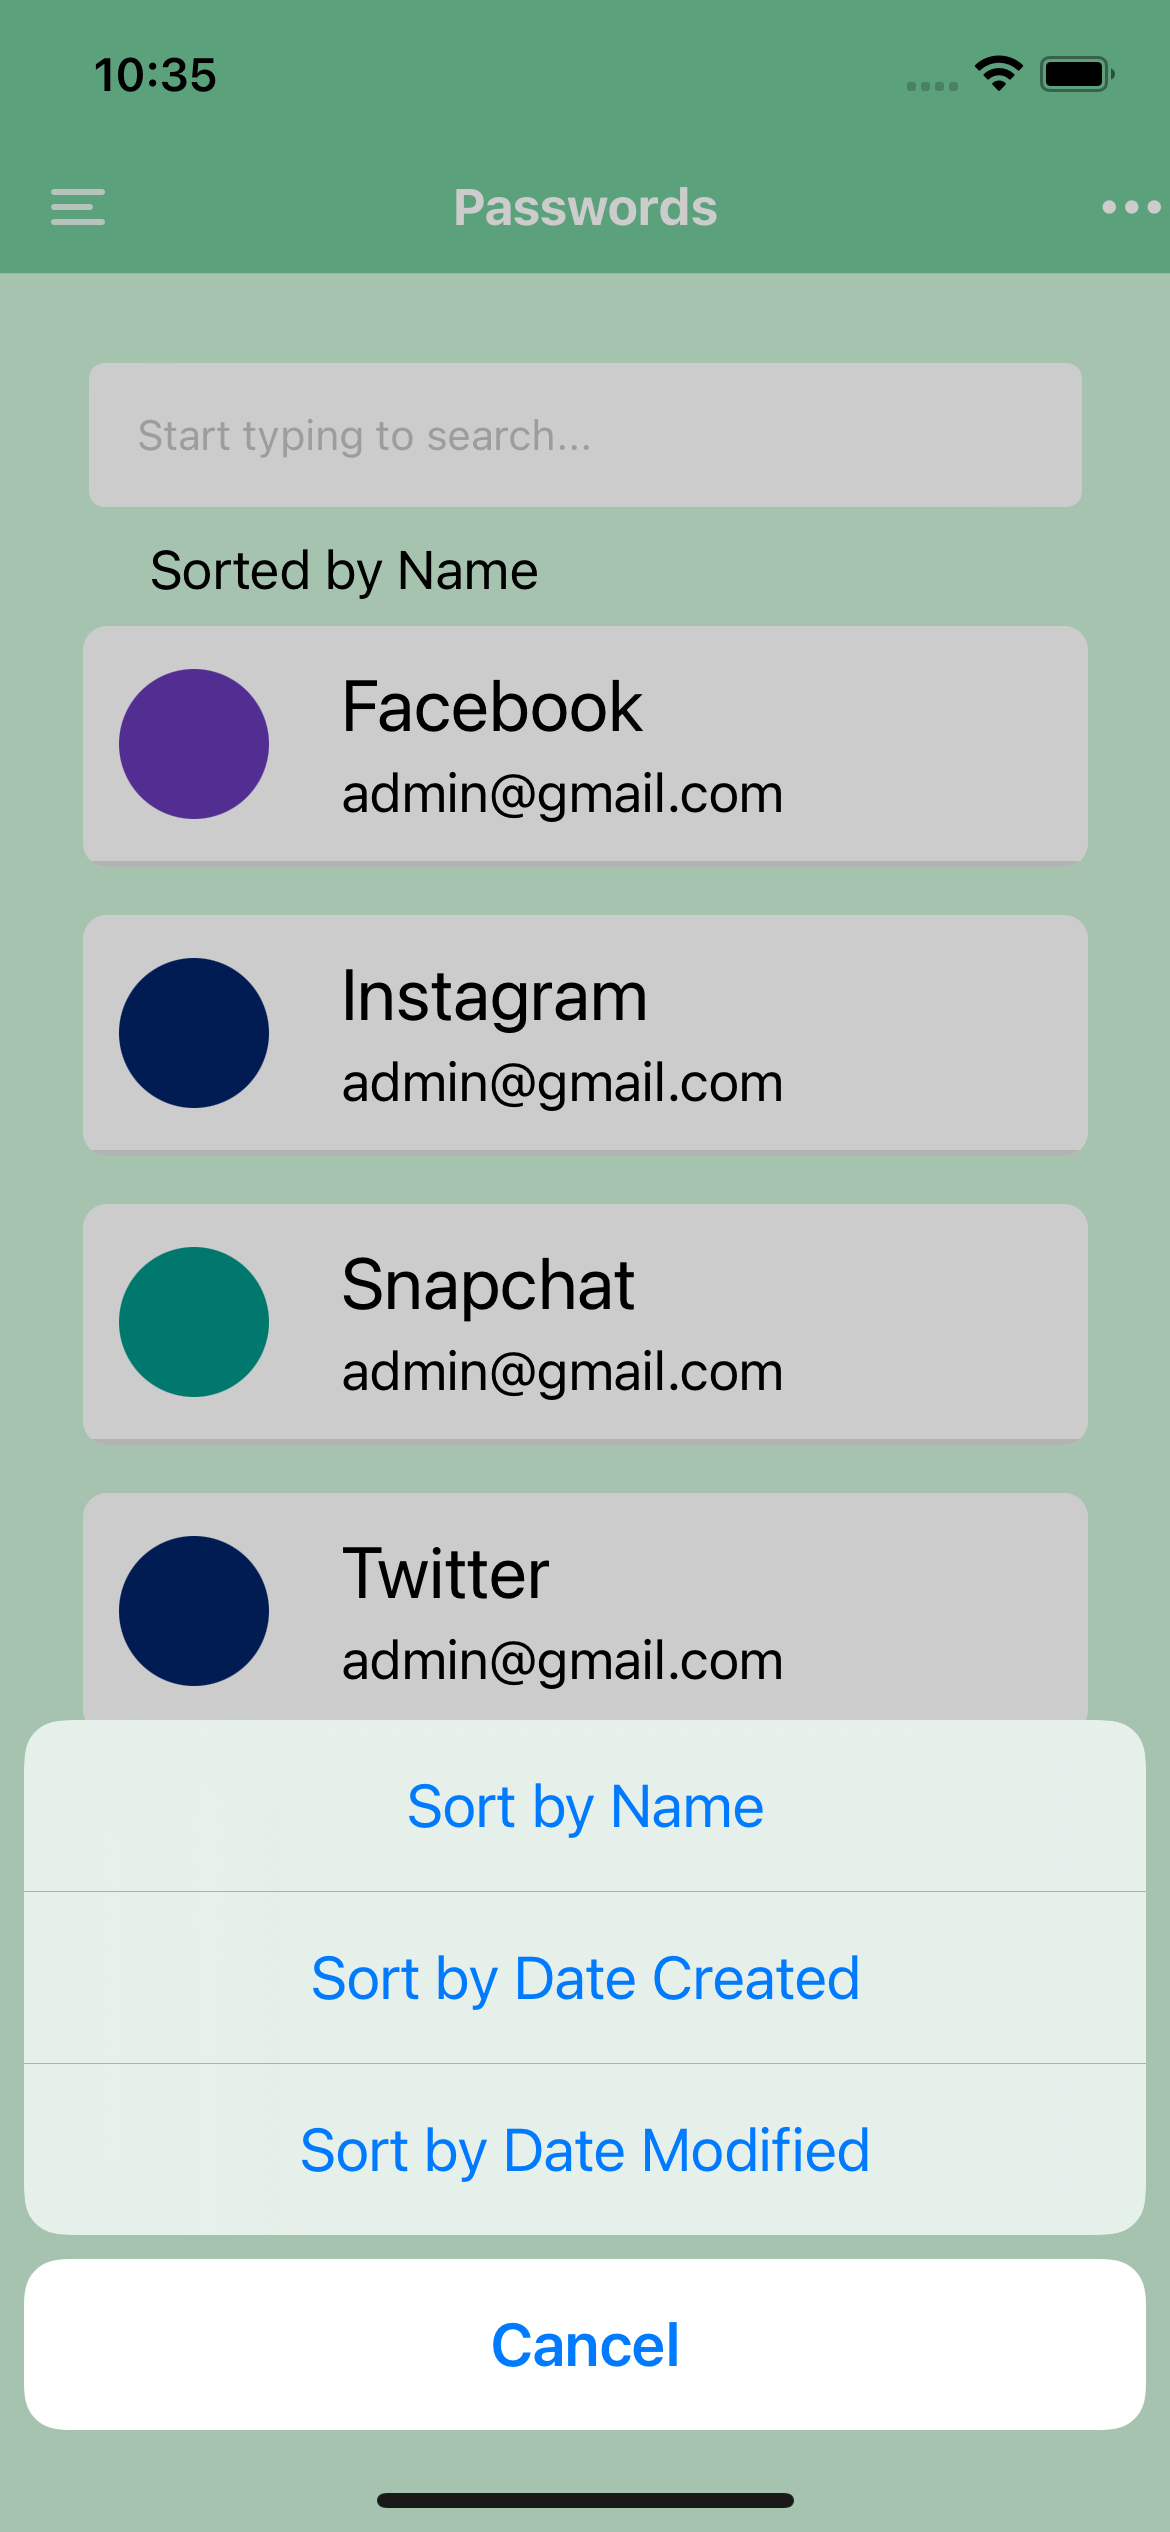 10:35
Passwords
Start typing to search...
Sorted by Name
Facebook
admin@gmail.com
Instagram
admin@gmail.com
Snapchat
admin@gmail.com
Twitter
admin@gmail.com
Sort by Name
Sort by Date Created
Sort by Date Modified
Cancel